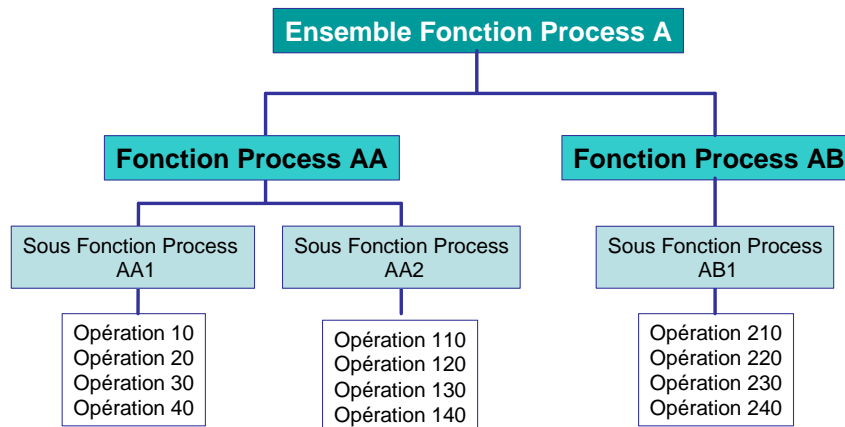 Ensemble Fonction Process A
Fonction Process AA
Fonction Process AB
Sous Fonction Process
AA1
Sous Fonction Process
AA2
Sous Fonction Process
AB1
Opération 10
Opération 20
Opération 30
Opération 40
Opération 110
Opération 120
Opération 130
Opération 140
Opération 210
Opération 220
Opération 230
Opération 240